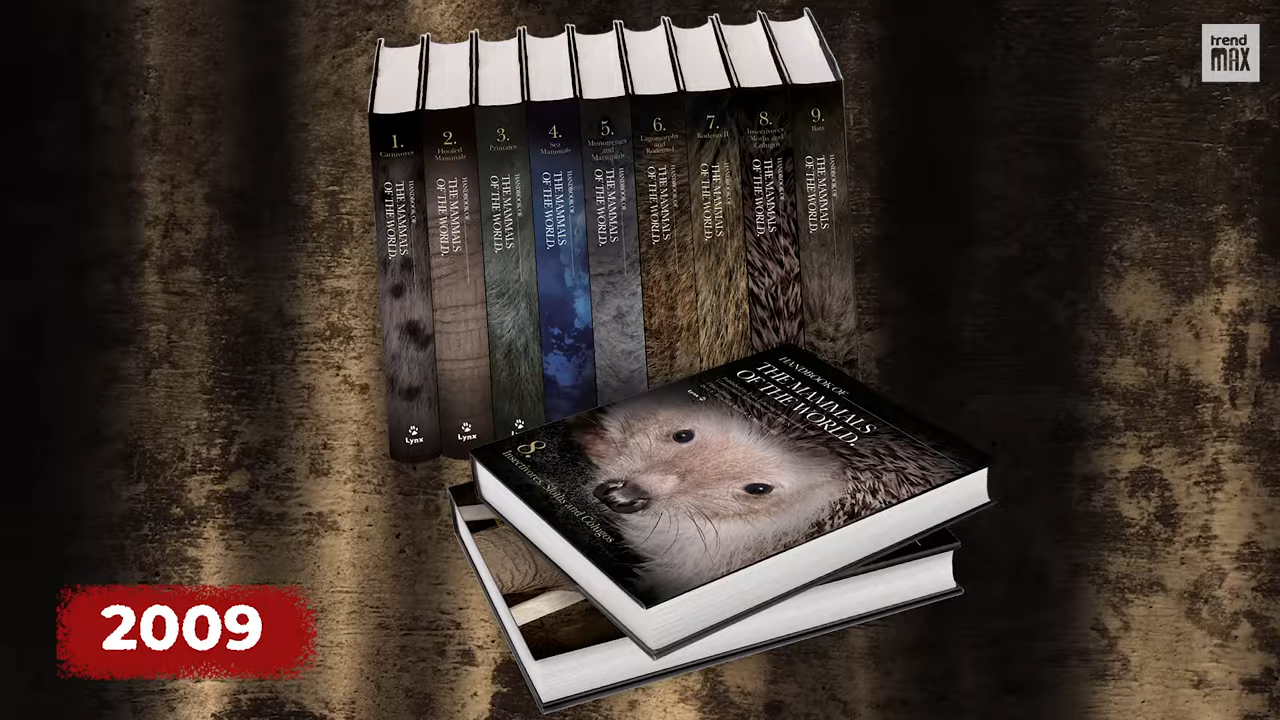 trend
MAX
1.
Carnivores
HANDBOOK OF
THE MAMMALS
OF THE WORLD.
Lynx
2.
Hoofed
Mammals
HANDBOOK OF
THE MAMMALS
OF THE WORLD.
Lynx
3.
Primates
HANDBOOK OF
THE MAMMALS
OF THE WORLD.
4.
Sea
Mammals
HANDBOOK OF
THE MAMMALS
OF THE WORLD.
5.
Monotremes
and
Marsupials
HANDBOOK OF
THE MAMMALS
OF THE WORLD.
6.
Lagomorphs
and
Rodents I
HANDBOOK OF
THE MAMMALS
OF THE WORLD.
7.
Rodents II
HANDBOOK OF
THE MAMMALS
OF THE WORLD.
8.
Insectivores,
Sloths and
Colugos
HANDBOOK OF
THE MAMMALS
OF THE WORLD.
9.
Bats
HANDBOOK OF
THE MAMMALS
OF THE WORLD.
HANDBOOK OF
THE MAMMALS
OF THE WORLD.
Lynx
8.
Insectivores, Sloths and Colugos
2009